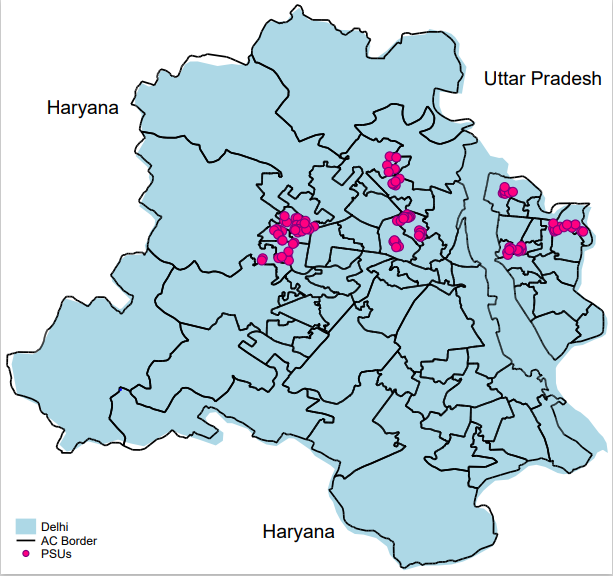 Uttar Pradesh
Haryana
Haryana
Delhi
AC Border
PSUs